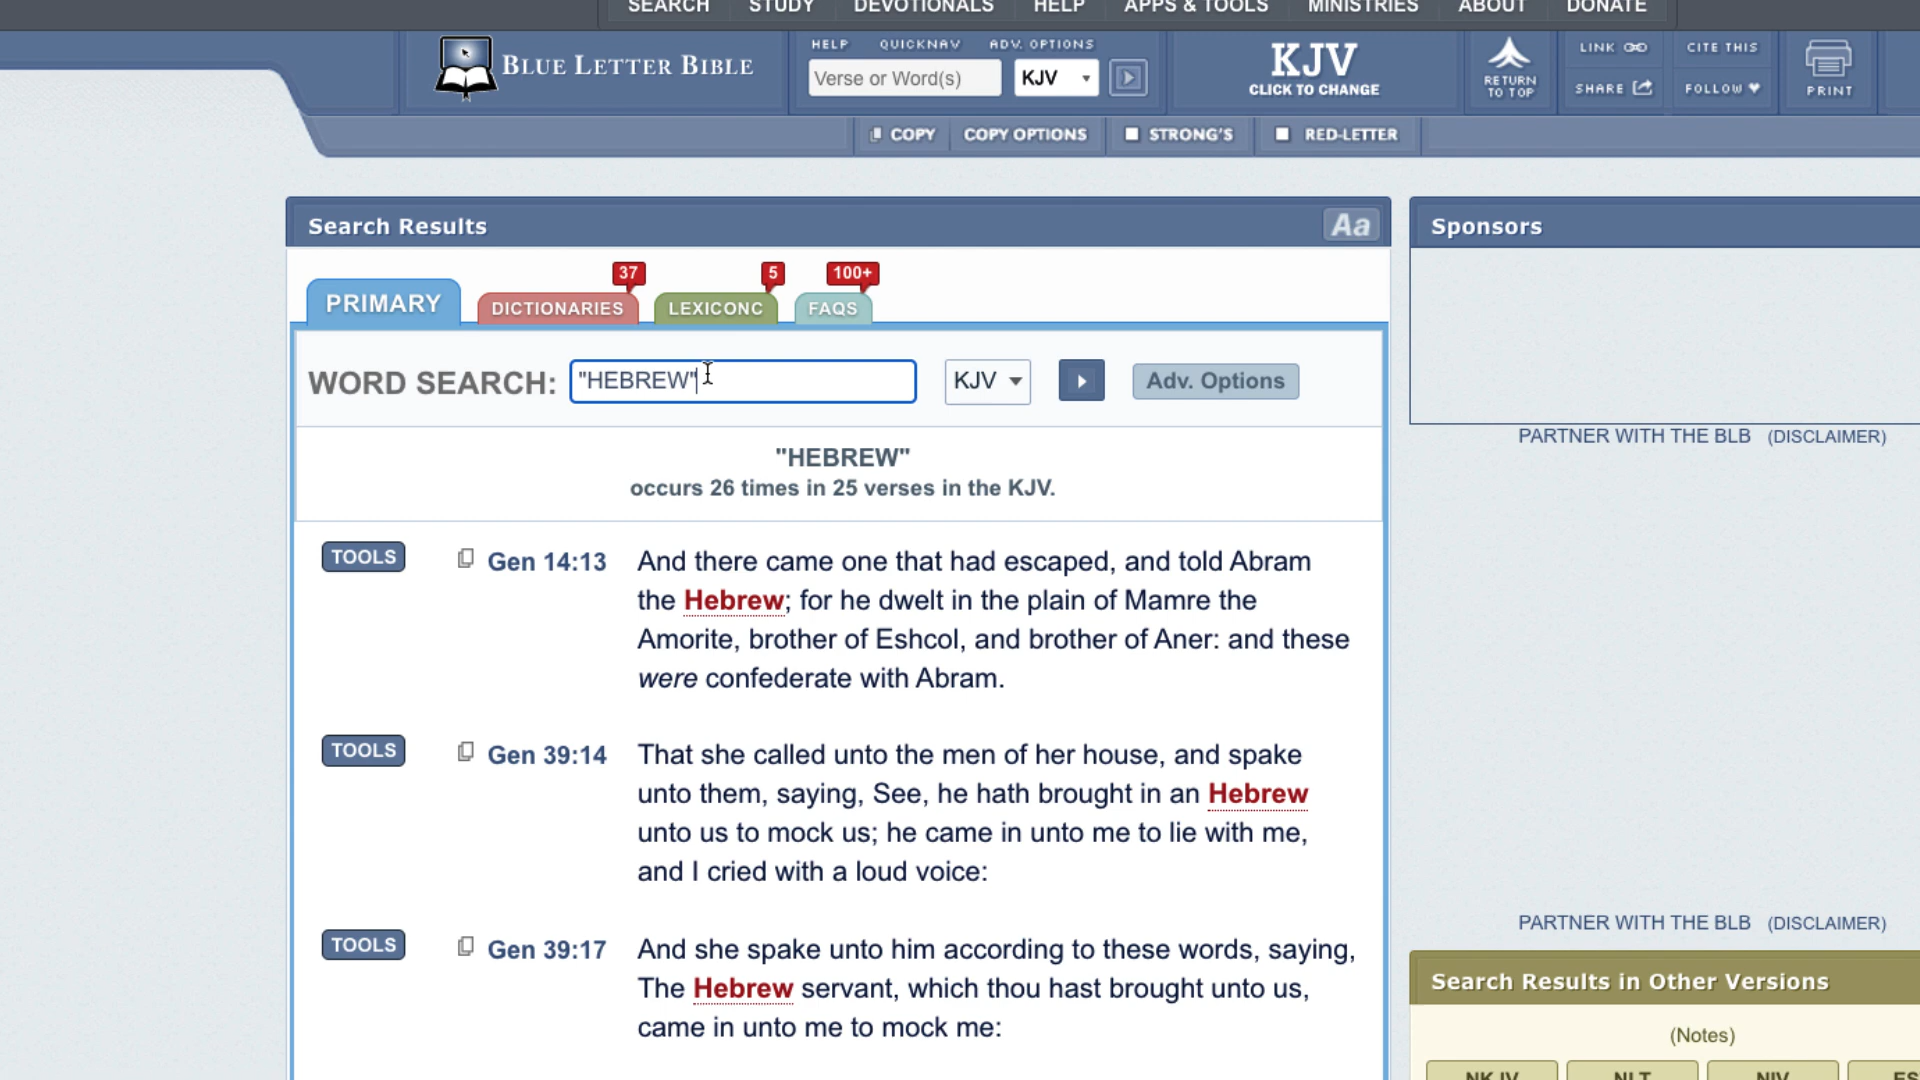 SEARCH STUDY DEVOTIONALS HELP APPS & TOOLS MINISTRIES ABOUT DONATE
BLUE LETTER BIBLE
HELP QUICKNAV ADV. OPTIONS
Verse or Word(s) KJV
KJV
CLICK TO CHANGE
RETURN
TO TOP
LINK CITE THIS
SHARE FOLLOW
PRINT
COPY COPY OPTIONS STRONG'S RED-LETTER
Search Results Aa
37 5 100+
PRIMARY DICTIONARIES LEXICONC FAQS
WORD SEARCH: "HEBREW" KJV Adv. Options
"HEBREW"
occurs 26 times in 25 verses in the KJV.
TOOLS Gen 14:13 And there came one that had escaped, and told Abram
the Hebrew; for he dwelt in the plain of Mamre the
Amorite, brother of Eshcol, and brother of Aner: and these
were confederate with Abram.
TOOLS Gen 39:14 That she called unto the men of her house, and spake
unto them, saying, See, he hath brought in an Hebrew
unto us to mock us; he came in unto me to lie with me,
and I cried with a loud voice:
TOOLS Gen 39:17 And she spake unto him according to these words, saying,
The Hebrew servant, which thou hast brought unto us,
came in unto me to mock me:
Sponsors
PARTNER WITH THE BLB (DISCLAIMER)
PARTNER WITH THE BLB (DISCLAIMER)
Search Results in Other Versions
(Notes)
NKJV NLT NIV ES